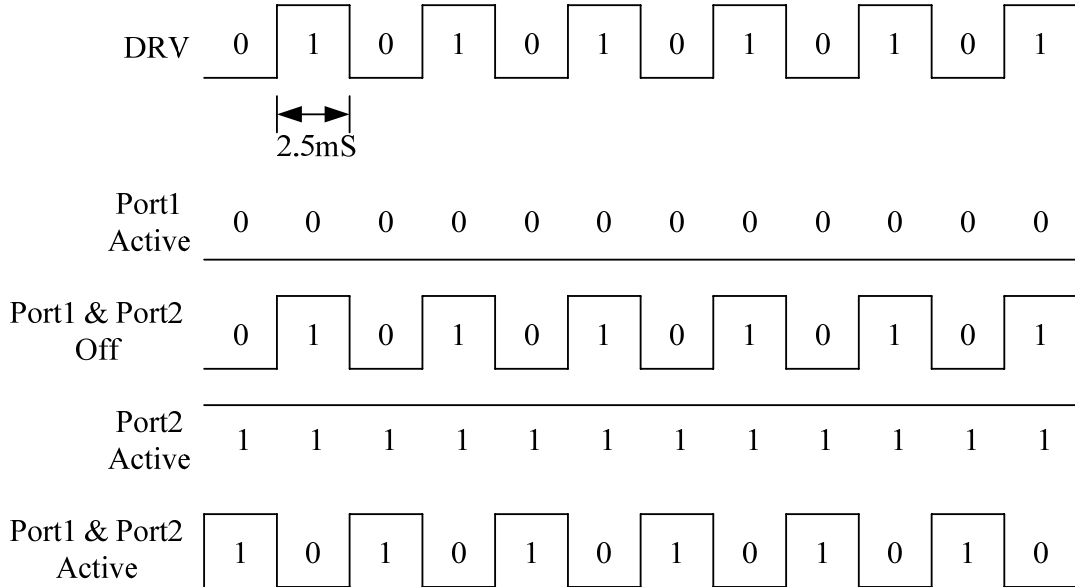 DRV 0 1 0 1 0 1 0 1 0 1 0 1
2.5mS
Port1
Active
0 0 0 0 0 0 0 0 0 0 0 0
Port1 & Port2
Off
0 1 0 1 0 1 0 1 0 1 0 1
Port2
Active
1 1 1 1 1 1 1 1 1 1 1 1
Port1 & Port2
Active
1 0 1 0 1 0 1 0 1 0 1 0